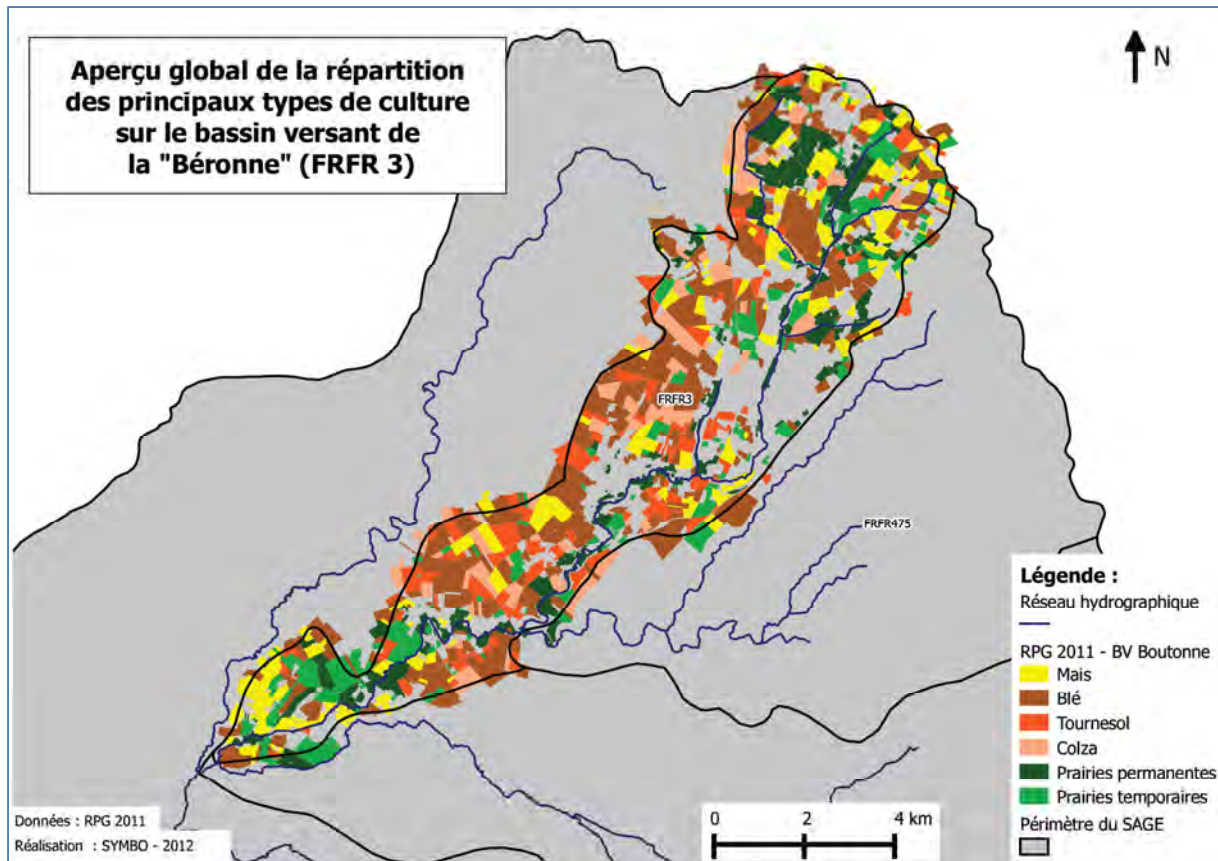 Aperçu global de la répartition
des principaux types de culture
sur le bassin versant de
la "Béronne" (FRFR 3)
N
FRFR3
FRFR475
Légende :
Réseau hydrographique
RPG 2011 - BV Boutonne
Mais
Blé
Tournesol
Colza
Prairies permanentes
Prairies temporaires
Périmètre du SAGE
0 2 4 km
Données : RPG 2011
Réalisation : SYMBO - 2012